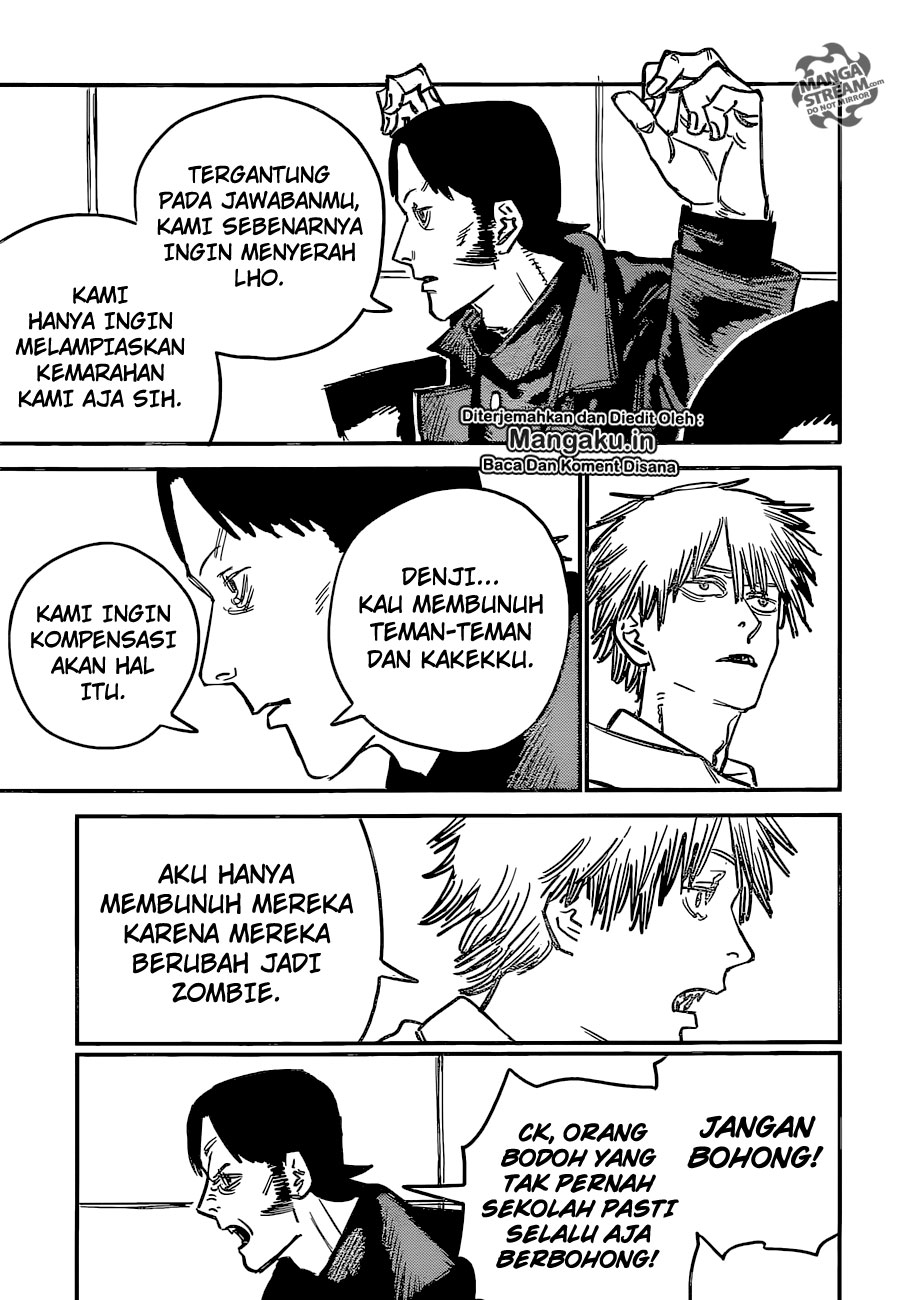 MANGA
STREAM.com
DO NOT MIRROR
TERGANTUNG
PADA JAWABANMU,
KAMI SEBENARNYA
INGIN MENYERAH
LHO.
KAMI
HANYA INGIN
MELAMPIASKAN
KEMARAHAN
KAMI AJA SIH.
Diterjemahkan dan Diedit Oleh :
Mangaku.in
Baca Dan Koment Disana
DENJI...
KAU MEMBUNUH
TEMAN-TEMAN
DAN KAKEKKU.
KAMI INGIN
KOMPENSASI
AKAN HAL
ITU.
AKU HANYA
MEMBUNUH MEREKA
KARENA MEREKA
BERUBAH JADI
ZOMBIE.
JANGAN
BOHONG!
CK, ORANG
BODOH YANG
TAK PERNAH
SEKOLAH PASTI
SELALU AJA
BERBOHONG!